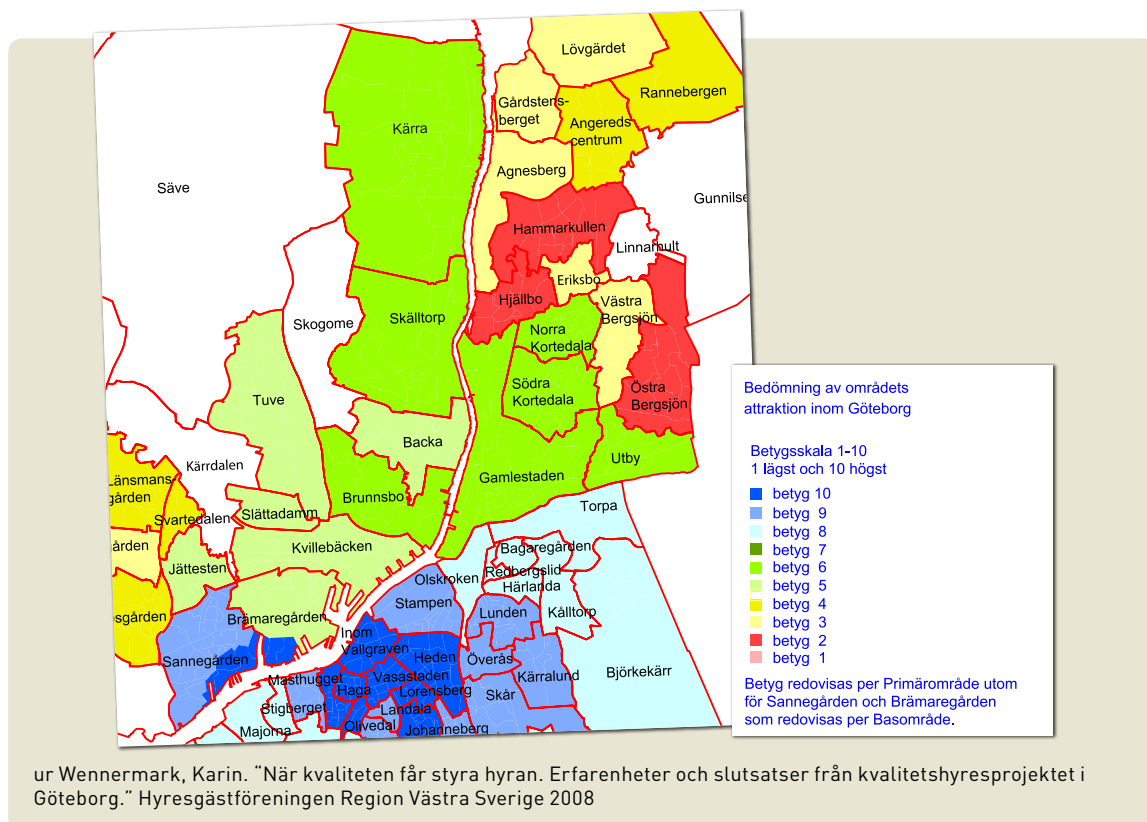 Lövgärdet
Rannebergen
Gårdstens-
berget
Angereds
centrum
Kärra
Agnesberg
Säve
Gunnilse
Hammarkullen
Linnarhult
Eriksbo
Hjällbo
Västra
Bergsjön
Skogome
Skälltorp
Norra
Kortedala
Södra
Kortedala
Östra
Bergsjön
Tuve
Backa
Utby
Kärrdalen
Gamlestaden
Länsmans-
gården
Brunnsbo
Torpa
Svartedalen
Slättadamm
Kvillebäcken
Bagaregården
ården
Jättesten
Redbergslid
Olskroken
Härlanda
Stampen
Lunden
Kålltorp
osgården
Brämaregården
Inom
Vallgraven
Heden
Sannegården
Överås
Björkekärr
Masthugget
Vasastaden
Kärralund
Haga
Lorensberg
Skår
Stigberget
Landala
Majorna
Olivedal
Johanneberg
Bedömning av områdets
attraktion inom Göteborg
Betygsskala 1-10
1 lägst och 10 högst
betyg 10
betyg 9
betyg 8
betyg 7
betyg 6
betyg 5
betyg 4
betyg 3
betyg 2
betyg 1
Betyg redovisas per Primärområde utom
för Sannegården och Brämaregården
som redovisas per Basområde.
ur Wennermark, Karin. “När kvaliteten får styra hyran. Erfarenheter och slutsatser från kvalitetshyresprojektet i
Göteborg.” Hyresgästföreningen Region Västra Sverige 2008